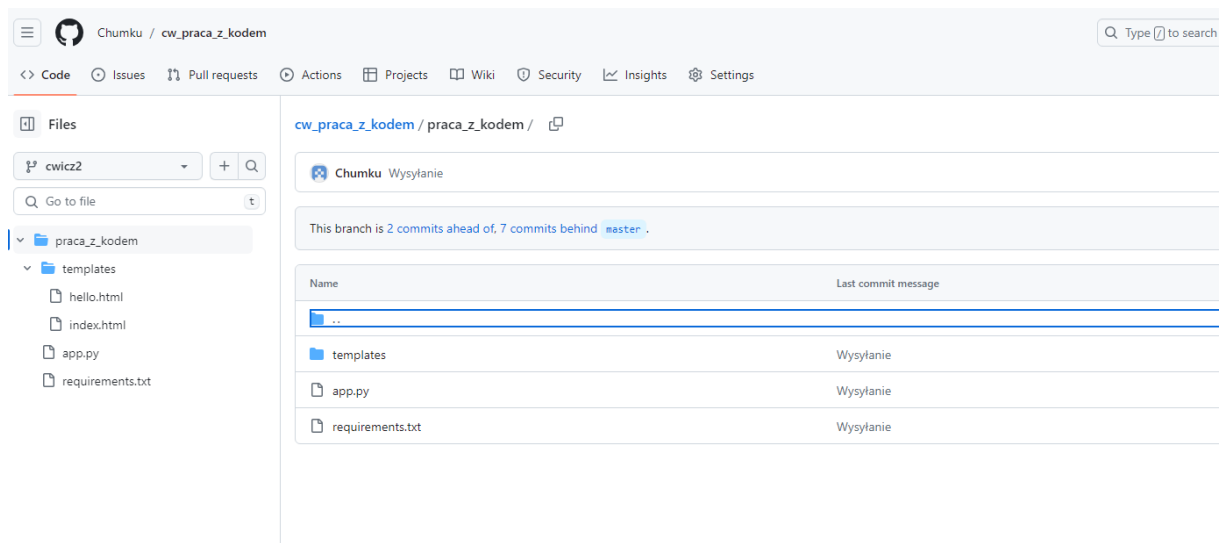 Chumku / cw_praca_z_kodem
Type / to search
Code Issues Pull requests Actions Projects Wiki Security Insights Settings
Files
cwicz2
Go to file t
praca_z_kodem
templates
hello.html
index.html
app.py
requirements.txt
cw_praca_z_kodem / praca_z_kodem /
Chumku Wysyłanie
This branch is 2 commits ahead of, 7 commits behind master .
Name Last commit message
..
templates Wysyłanie
app.py Wysyłanie
requirements.txt Wysyłanie